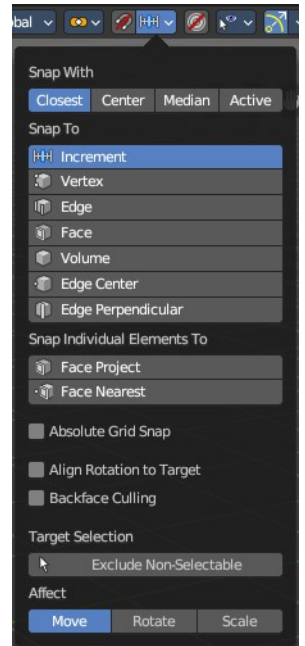 bal
Snap With
Closest Center Median Active
Snap To
Increment
Vertex
Edge
Face
Volume
Edge Center
Edge Perpendicular
Snap Individual Elements To
Face Project
Face Nearest
Absolute Grid Snap
Align Rotation to Target
Backface Culling
Target Selection
Exclude Non-Selectable
Affect
Move Rotate Scale